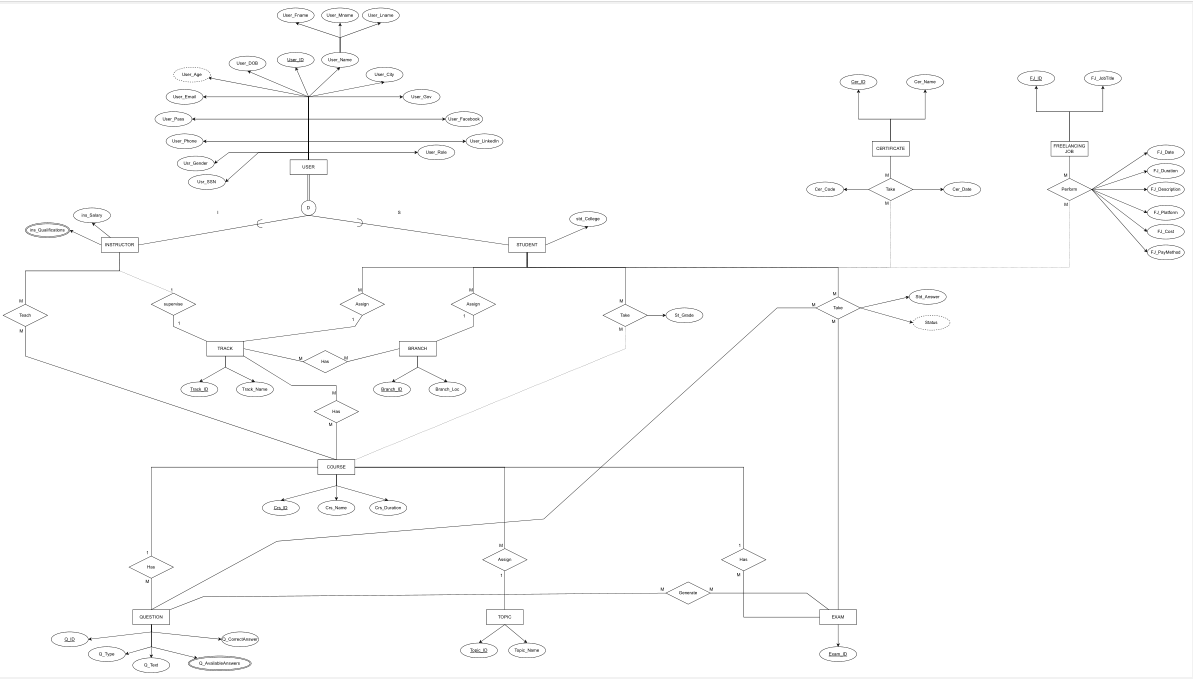 User_Fname
User_Mname
User_Lname
User_DOB
User_ID
User_Name
User_Age
User_City
User_Email
User_Gov
User_Pass
User_Facebook
User_Phone
User_LinkedIn
Usr_Gender
User_Role
Usr_SSN
USER
D
I
S
Cer_ID
Cer_Name
CERTIFICATE
M
Cer_Code
Take
Cer_Date
M
FJ_ID
FJ_JobTitle
FREELANCING
JOB
M
Perform
M
FJ_Date
FJ_Duration
FJ_Description
FJ_Platform
FJ_Cost
FJ_PayMethod
ins_Salary
ins_Qualifications
INSTRUCTOR
std_College
STUDENT
M
Teach
M
1
supervise
1
M
Assign
1
M
Assign
1
M
Take
M
St_Grade
M
M
Take
M
Std_Answer
Status
TRACK
M
Has
M
BRANCH
Track_ID
Track_Name
Branch_ID
Branch_Loc
M
Has
M
COURSE
Crs_ID
Crs_Name
Crs_Duration
1
Has
M
M
Assign
1
1
Has
M
M
Generate
M
QUESTION
TOPIC
EXAM
Q_ID
Q_CorrectAnswer
Q_Type
Q_Text
Q_AvailableAnswers
Topic_ID
Topic_Name
Exam_ID